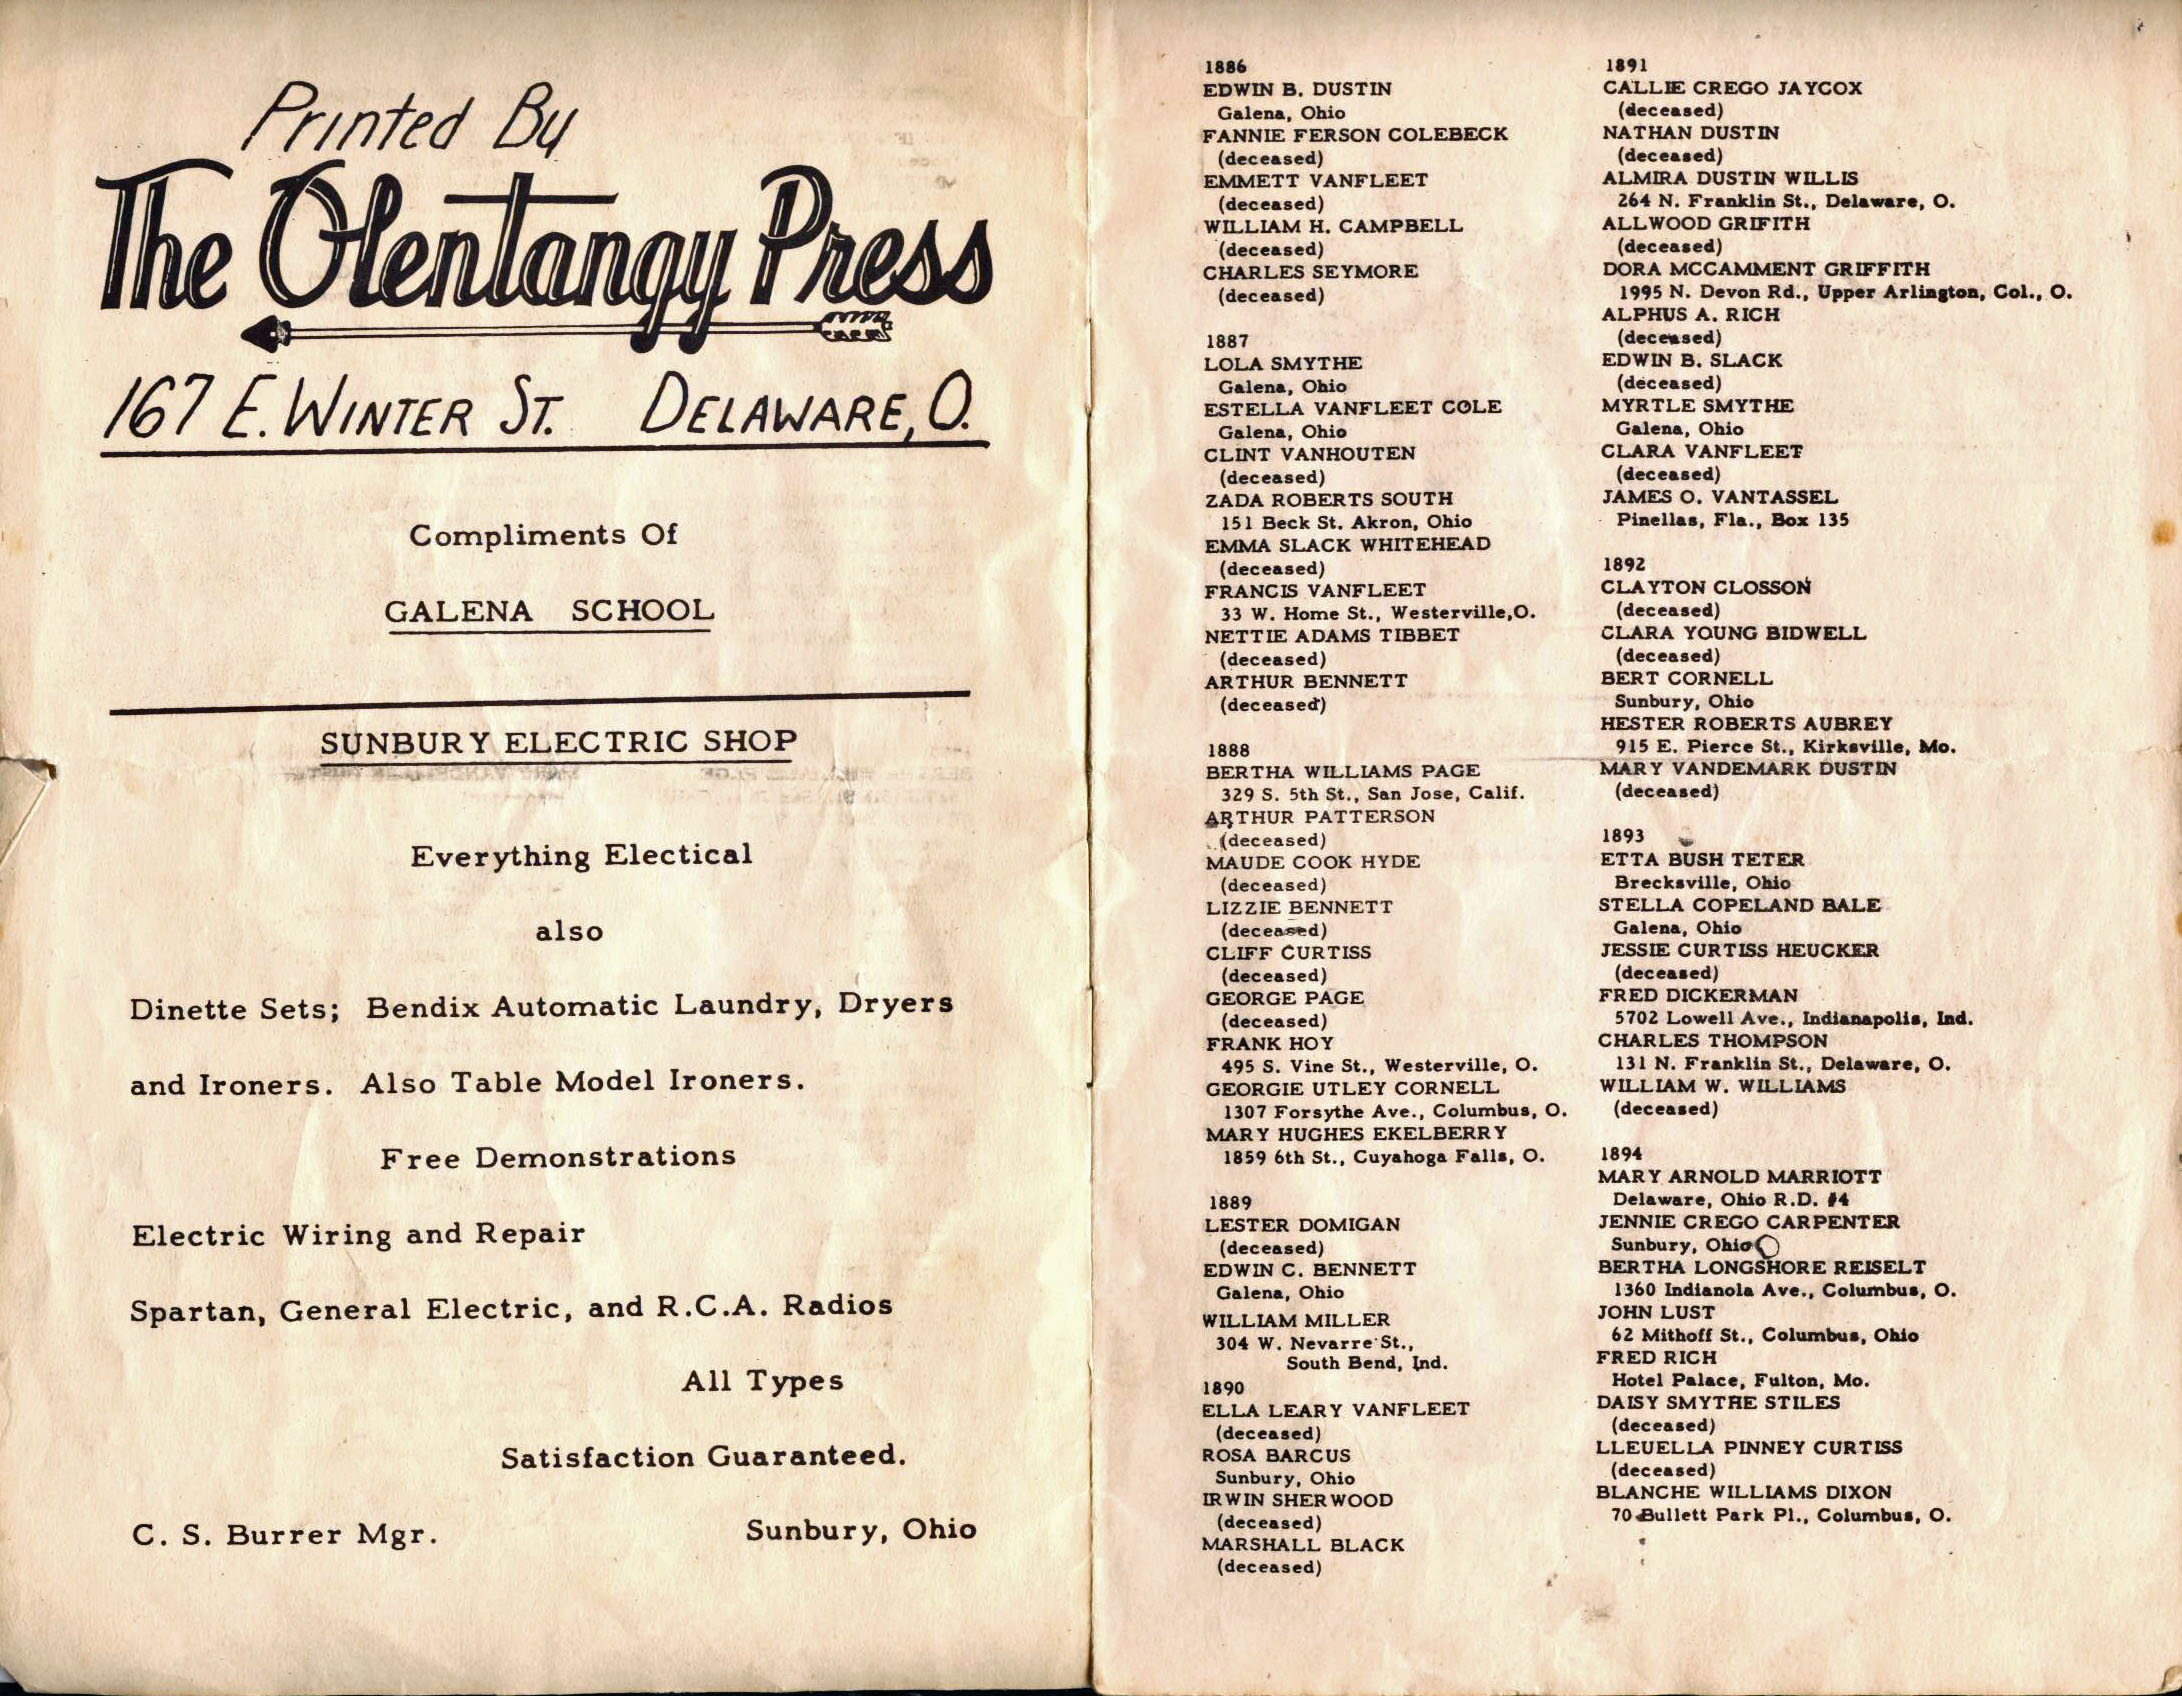 Printed By
The Olentangy Press
167 E. WINTER ST. DELAWARE, O.
Compliments Of
GALENA SCHOOL
SUNBURY ELECTRIC SHOP
Everything Electical
also
Dinette Sets; Bendix Automatic Laundry, Dryers
and Ironers. Also Table Model Ironers.
Free Demonstrations
Electric Wiring and Repair
Spartan, General Electric, and R.C.A. Radios
All Types
Satisfaction Guaranteed.
C. S. Burrer Mgr. Sunbury, Ohio
1886
EDWIN B. DUSTIN
Galena, Ohio
FANNIE FERSON COLEBECK
(deceased)
EMMETT VANFLEET
(deceased)
WILLIAM H. CAMPBELL
(deceased)
CHARLES SEYMORE
(deceased)
1887
LOLA SMYTHE
Galena, Ohio
ESTELLA VANFLEET COLE
Galena, Ohio
CLINT VANHOUTEN
(deceased)
ZADA ROBERTS SOUTH
151 Beck St. Akron, Ohio
EMMA SLACK WHITEHEAD
(deceased)
FRANCIS VANFLEET
33 W. Home St., Westerville,O.
NETTIE ADAMS TIBBET
(deceased)
ARTHUR BENNETT
(deceased)
1888
BERTHA WILLIAMS PAGE
329 S. 5th St., San Jose, Calif.
ARTHUR PATTERSON
(deceased)
MAUDE COOK HYDE
(deceased)
LIZZIE BENNETT
(deceased)
CLIFF CURTISS
(deceased)
GEORGE PAGE
(deceased)
FRANK HOY
495 S. Vine St., Westerville, O.
GEORGIE UTLEY CORNELL
1307 Forsythe Ave., Columbus, O.
MARY HUGHES EKELBERRY
1859 6th St., Cuyahoga Falls, O.
1889
LESTER DOMIGAN
(deceased)
EDWIN C. BENNETT
Galena, Ohio
WILLIAM MILLER
304 W. Nevarre St.,
South Bend, Ind.
1890
ELLA LEARY VANFLEET
(deceased)
ROSA BARCUS
Sunbury, Ohio
IRWIN SHERWOOD
(deceased)
MARSHALL BLACK
(deceased)
1891
CALLIE CREGO JAYCOX
(deceased)
NATHAN DUSTIN
(deceased)
ALMIRA DUSTIN WILLIS
264 N. Franklin St., Delaware, O.
ALLWOOD GRIFITH
(deceased)
DORA MCCAMMENT GRIFFITH
1995 N. Devon Rd., Upper Arlington, Col., O.
ALPHUS A. RICH
(deceased)
EDWIN B. SLACK
(deceased)
MYRTLE SMYTHE
Galena, Ohio
CLARA VANFLEET
(deceased)
JAMES O. VANTASSEL
Pinellas, Fla., Box 135
1892
CLAYTON CLOSSON
(deceased)
CLARA YOUNG BIDWELL
(deceased)
BERT CORNELL
Sunbury, Ohio
HESTER ROBERTS AUBREY
915 E. Pierce St., Kirksville, Mo.
MARY VANDEMARK DUSTIN
(deceased)
1893
ETTA BUSH TETER
Brecksville, Ohio
STELLA COPELAND BALE
Galena, Ohio
JESSIE CURTISS HEUCKER
(deceased)
FRED DICKERMAN
5702 Lowell Ave., Indianapolis, Ind.
CHARLES THOMPSON
131 N. Franklin St., Delaware, O.
WILLIAM W. WILLIAMS
(deceased)
1894
MARY ARNOLD MARRIOTT
Delaware, Ohio R.D. #4
JENNIE CREGO CARPENTER
Sunbury, Ohio
BERTHA LONGSHORE REISELT
1360 Indianola Ave., Columbus, O.
JOHN LUST
62 Mithoff St., Columbus, Ohio
FRED RICH
Hotel Palace, Fulton, Mo.
DAISY SMYTHE STILES
(deceased)
LLEUELLA PINNEY CURTISS
(deceased)
BLANCHE WILLIAMS DIXON
70 Bullett Park Pl., Columbus, O.